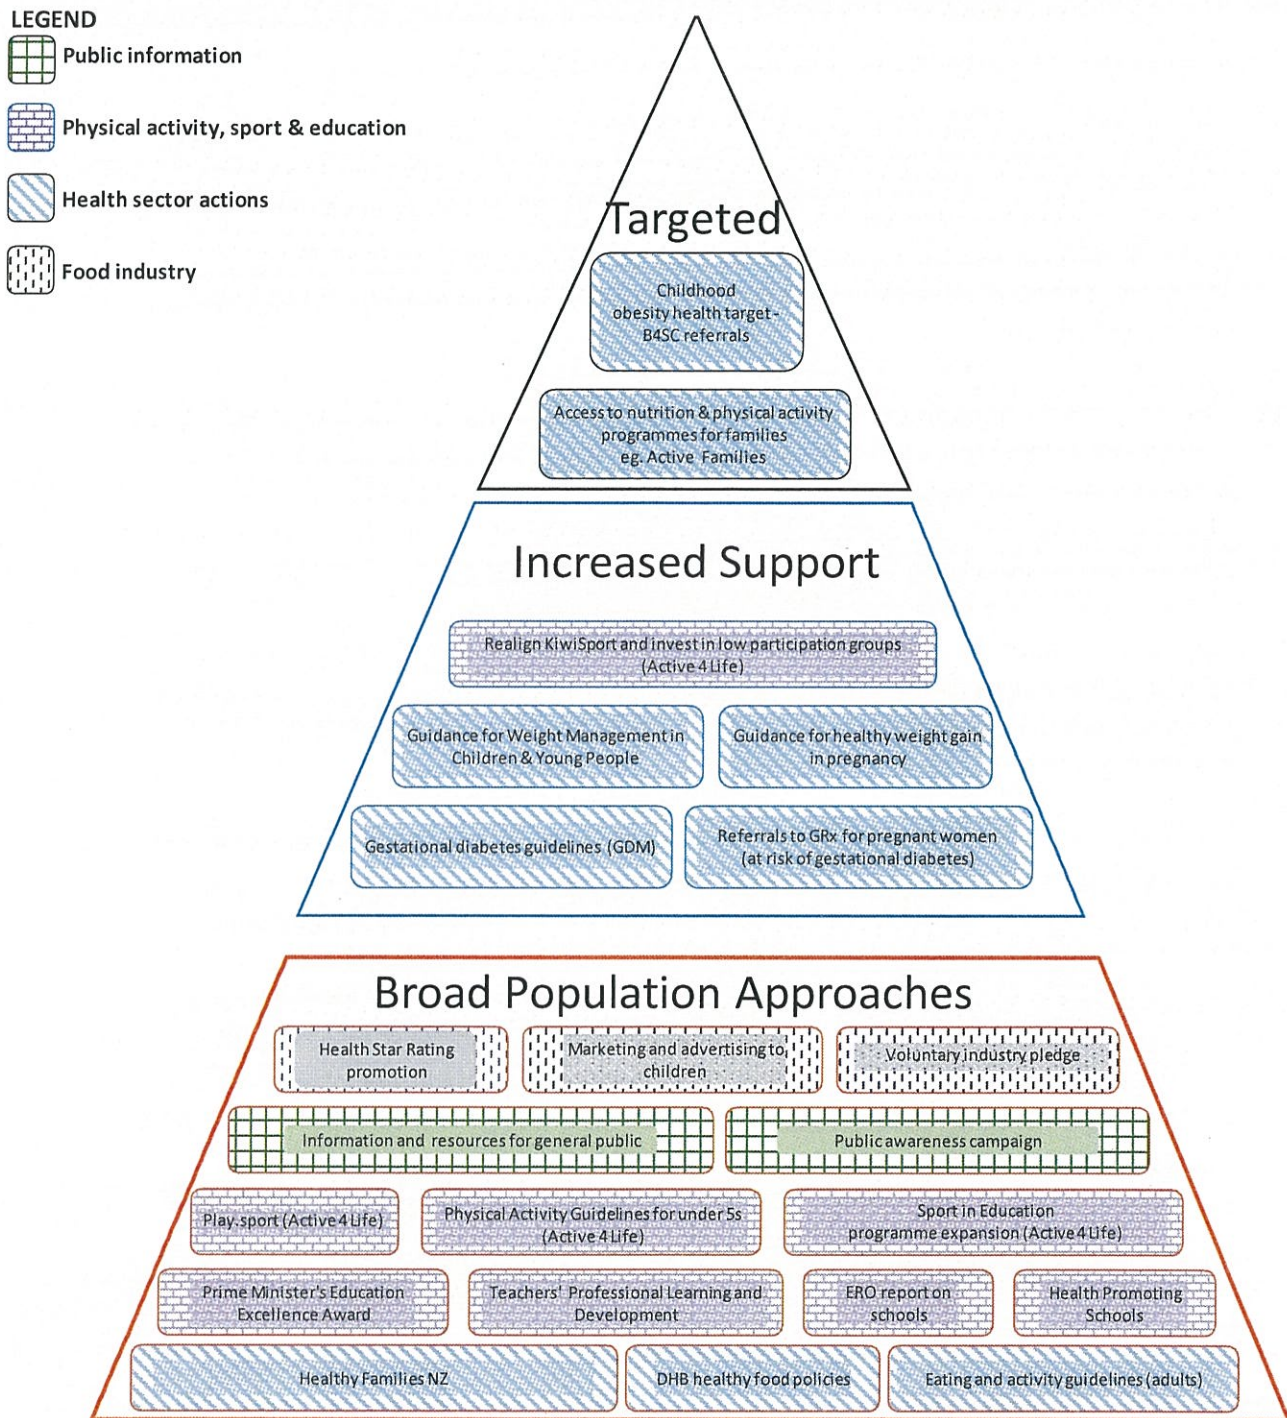 LEGEND
Public information
Physical activity, sport & education
Health sector actions
Food industry
Targeted
Childhood
obesity health target -
B4SC referrals
Access to nutrition & physical activity
programmes for families
eg. Active Families
Increased Support
Realign KiwiSport and invest in low participation groups
(Active 4 Life)
Guidance for Weight Management in
Children & Young People
Guidance for healthy weight gain
in pregnancy
Gestational diabetes guidelines (GDM)
Referrals to GRx for pregnant women
(at risk of gestational diabetes)
Broad Population Approaches
Health Star Rating
promotion
Marketing and advertising to
children
Voluntary industry pledge
Information and resources for general public
Public awareness campaign
Play.sport (Active 4 Life)
Physical Activity Guidelines for under 5s
(Active 4 Life)
Sport in Education
programme expansion (Active 4 Life)
Prime Minister's Education
Excellence Award
Teachers' Professional Learning and
Development
ERO report on
schools
Health Promoting
Schools
Healthy Families NZ
DHB healthy food policies
Eating and activity guidelines (adults)